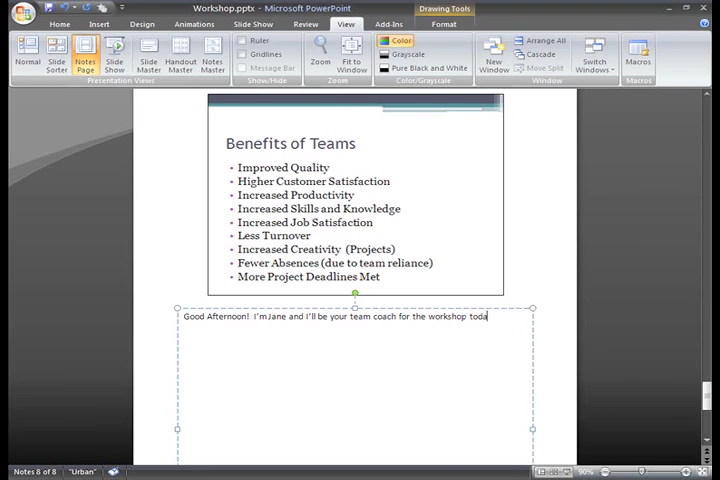 Workshop.pptx - Microsoft PowerPoint
Drawing Tools
Home Insert Design Animations Slide Show Review View Add-Ins Format
Normal Slide Sorter Notes Page Slide Show Slide Master Handout Master Notes Master
Presentation Views
Ruler
Gridlines
Message Bar
Show/Hide
Zoom Fit to Window
Zoom
Color
Grayscale
Pure Black and White
Color/Grayscale
New Window
Arrange All
Cascade
Move Split
Switch Windows
Window
Macros
Macros
Benefits of Teams
• Improved Quality
• Higher Customer Satisfaction
• Increased Productivity
• Increased Skills and Knowledge
• Increased Job Satisfaction
• Less Turnover
• Increased Creativity (Projects)
• Fewer Absences (due to team reliance)
• More Project Deadlines Met
Good Afternoon! I'm Jane and I'll be your team coach for the workshop toda
Notes 8 of 8 "Urban" 90%